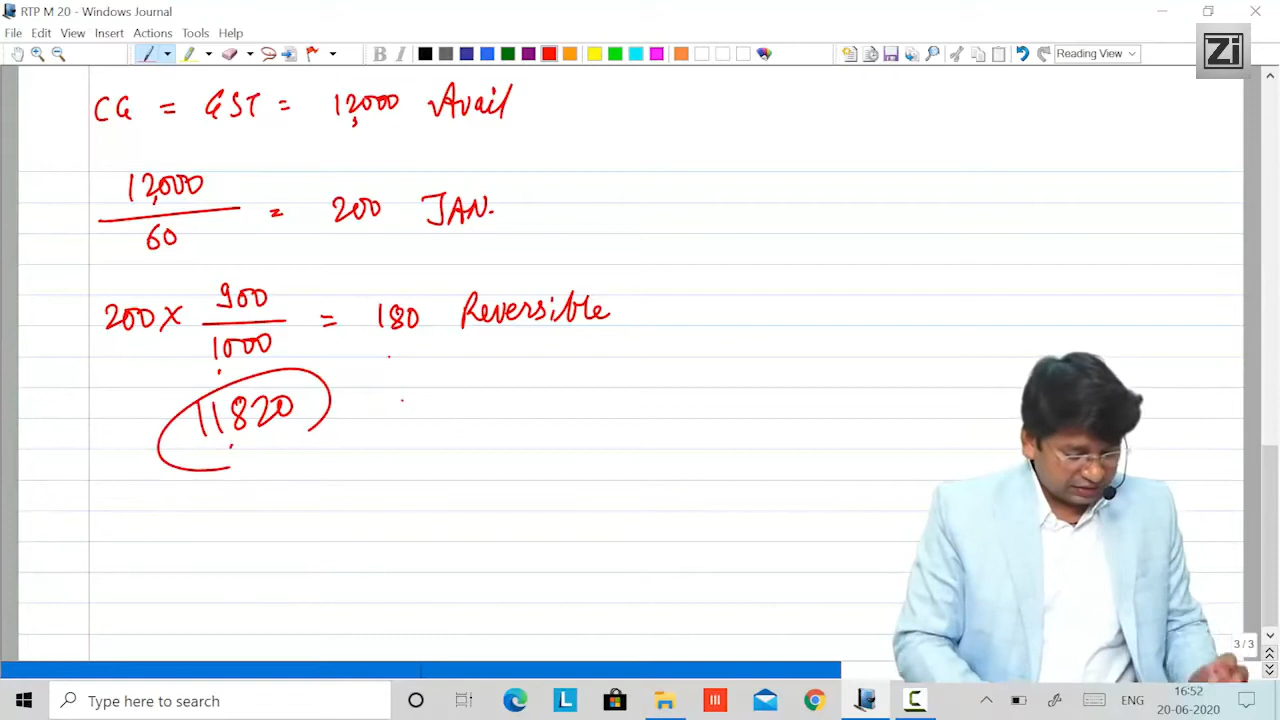 RTP M 20 - Windows Journal
File Edit View Insert Actions Tools Help
B I
Reading View
Zi
CG = GST = 12,000 Avail
12,000
60
= 200 JAN.
200 × 900
1000
= 180 Reversible
11820
3 / 3
Type here to search
L
ENG
16:52
20-06-2020